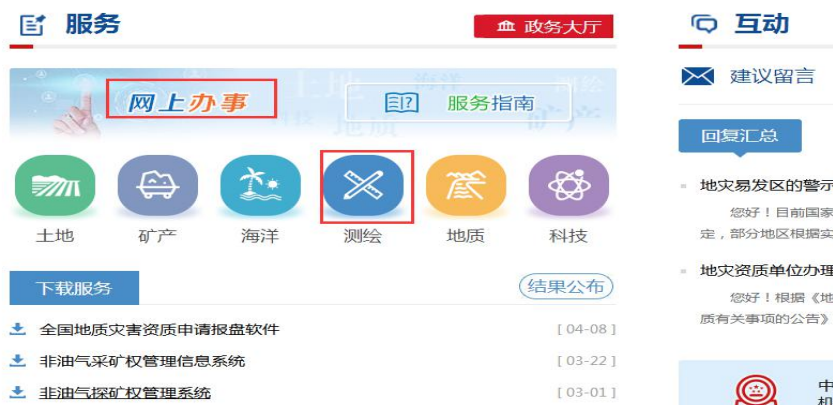 服务
政务大厅
网上办事
服务指南
土地
矿产
海洋
测绘
地质
科技
下载服务
结果公布
全国地质灾害资质申请报盘软件 [ 04-08 ]
非油气采矿权管理信息系统 [ 03-22 ]
非油气探矿权管理系统 [ 03-01 ]
互动
建议留言
回复汇总
地灾易发区的警示
您好！目前国家
定，部分地区根据实
地灾资质单位办理
您好！根据《地
质有关事项的公告》